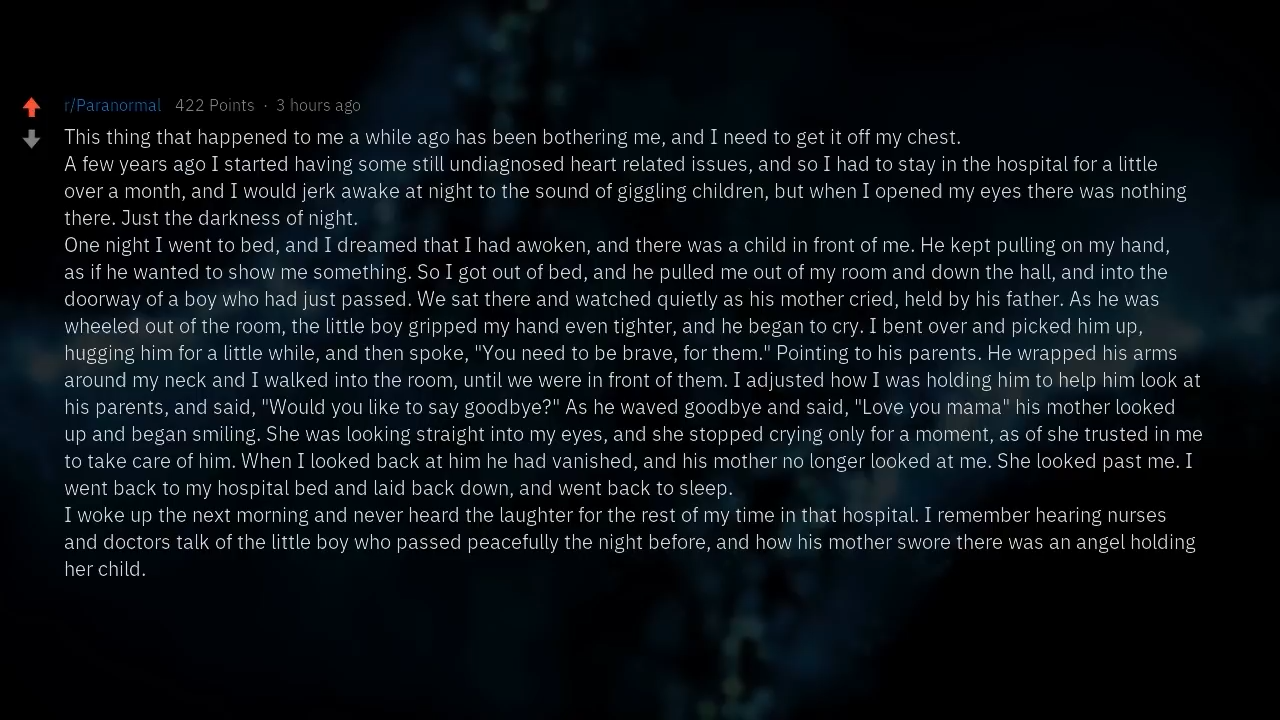 r/Paranormal 422 Points · 3 hours ago
This thing that happened to me a while ago has been bothering me, and I need to get it off my chest.
A few years ago I started having some still undiagnosed heart related issues, and so I had to stay in the hospital for a little
over a month, and I would jerk awake at night to the sound of giggling children, but when I opened my eyes there was nothing
there. Just the darkness of night.
One night I went to bed, and I dreamed that I had awoken, and there was a child in front of me. He kept pulling on my hand,
as if he wanted to show me something. So I got out of bed, and he pulled me out of my room and down the hall, and into the
doorway of a boy who had just passed. We sat there and watched quietly as his mother cried, held by his father. As he was
wheeled out of the room, the little boy gripped my hand even tighter, and he began to cry. I bent over and picked him up,
hugging him for a little while, and then spoke, "You need to be brave, for them." Pointing to his parents. He wrapped his arms
around my neck and I walked into the room, until we were in front of them. I adjusted how I was holding him to help him look at
his parents, and said, "Would you like to say goodbye?" As he waved goodbye and said, "Love you mama" his mother looked
up and began smiling. She was looking straight into my eyes, and she stopped crying only for a moment, as of she trusted in me
to take care of him. When I looked back at him he had vanished, and his mother no longer looked at me. She looked past me. I
went back to my hospital bed and laid back down, and went back to sleep.
I woke up the next morning and never heard the laughter for the rest of my time in that hospital. I remember hearing nurses
and doctors talk of the little boy who passed peacefully the night before, and how his mother swore there was an angel holding
her child.